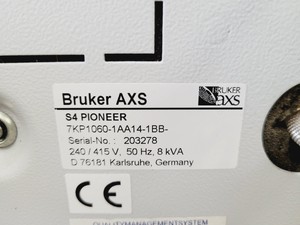 Bruker AXS
BRUKER
AXS
S4 PIONEER
7KP1060-1AA14-1BB-
Serial-No.: 203278
240 / 415 V, 50 Hz, 8 kVA
D 76181 Karlsruhe, Germany
CE
QUALITYMANAGEMENTSYSTEM